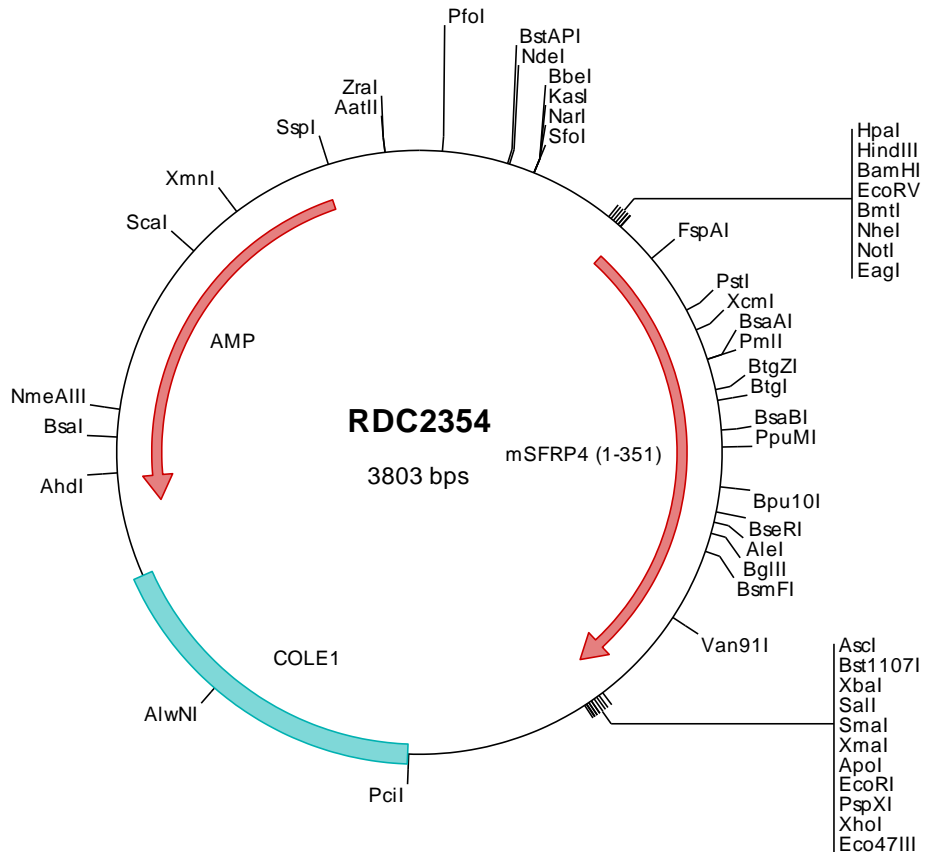 PfoI
BstAPI
NdeI
BbeI
KasI
NarI
SfoI
ZraI
AatII
SspI
XmnI
ScaI
HpaI
HindIII
BamHI
EcoRV
BmtI
NheI
NotI
EagI
FspAI
PstI
XcmI
BsaAI
PmlI
BtgZI
BtgI
BsaBI
PpuMI
AMP
NmeAIII
BsaI
AhdI
RDC2354
3803 bps
mSFRP4 (1-351)
Bpu10I
BseRI
AleI
BglII
BsmFI
Van91I
COLE1
AlwNI
PciI
AscI
Bst1107I
XbaI
SalI
SmaI
XmaI
ApoI
EcoRI
PspXI
XhoI
Eco47III